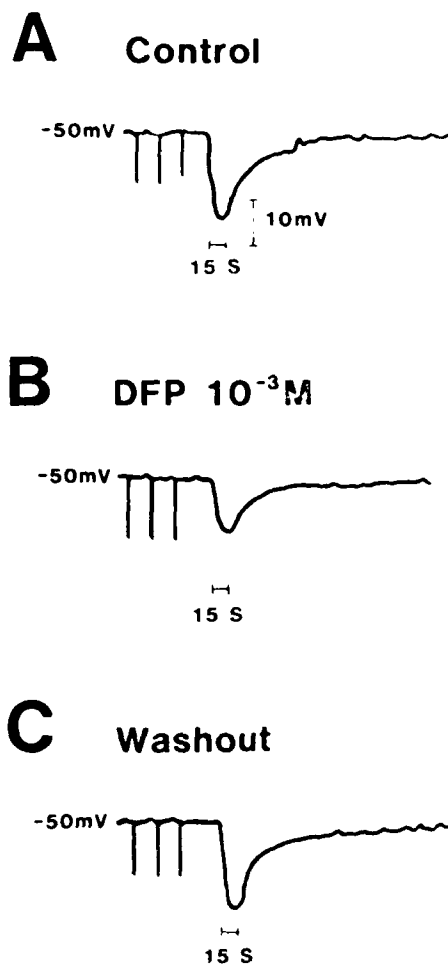 A Control
-50mV
10mV
15 S
B DFP 10⁻³M
-50mV
15 S
C Washout
-50mV
15 S